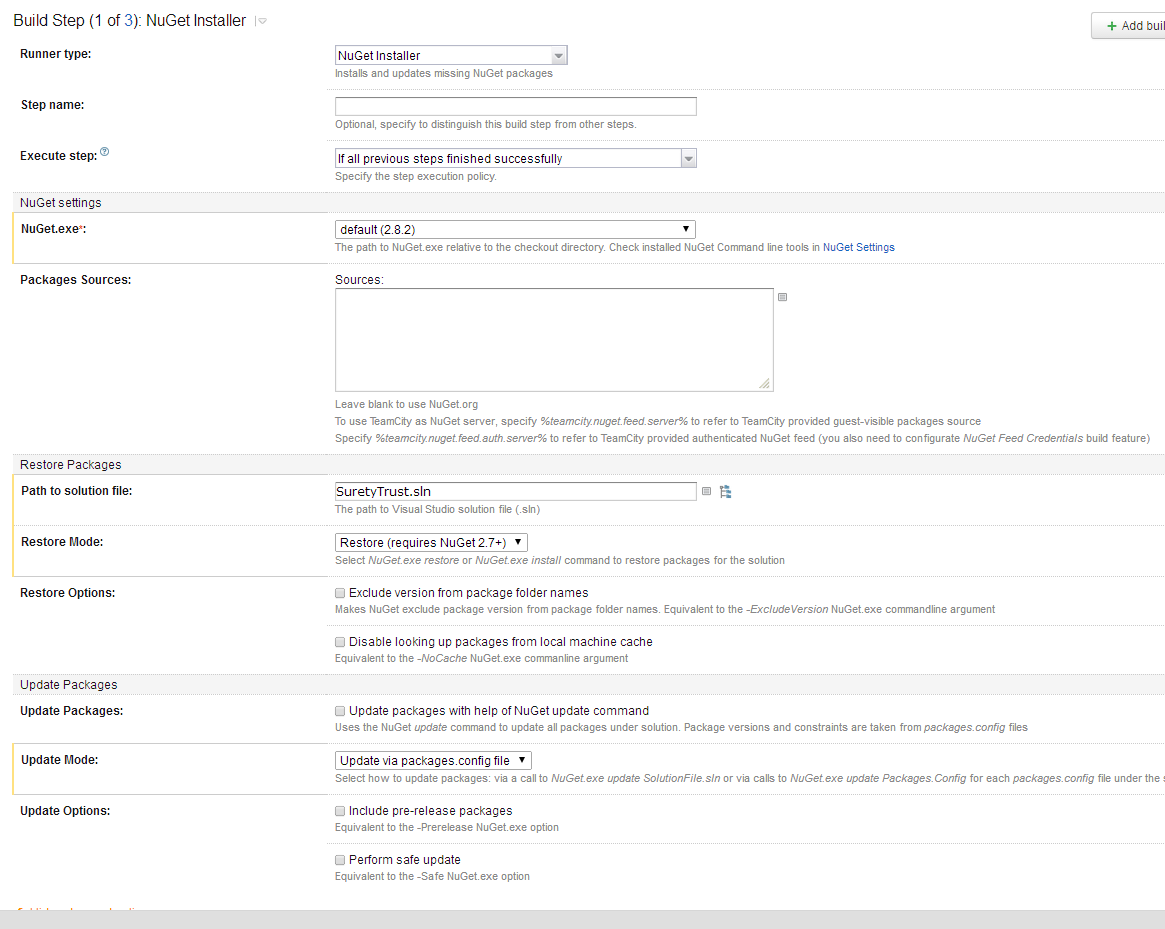 Build Step (1 of 3): NuGet Installer
Add buil
Runner type:
NuGet Installer
Installs and updates missing NuGet packages
Step name:
Optional, specify to distinguish this build step from other steps.
Execute step:
If all previous steps finished successfully
Specify the step execution policy.
NuGet settings
NuGet.exe*:
default (2.8.2)
The path to NuGet.exe relative to the checkout directory. Check installed NuGet Command line tools in NuGet Settings
Packages Sources:
Sources:
Leave blank to use NuGet.org
To use TeamCity as NuGet server, specify %teamcity.nuget.feed.server% to refer to TeamCity provided guest-visible packages source
Specify %teamcity.nuget.feed.auth.server% to refer to TeamCity provided authenticated NuGet feed (you also need to configurate NuGet Feed Credentials build feature)
Restore Packages
Path to solution file:
SuretyTrust.sln
The path to Visual Studio solution file (.sln)
Restore Mode:
Restore (requires NuGet 2.7+)
Select NuGet.exe restore or NuGet.exe install command to restore packages for the solution
Restore Options:
Exclude version from package folder names
Makes NuGet exclude package version from package folder names. Equivalent to the -ExcludeVersion NuGet.exe commandline argument
Disable looking up packages from local machine cache
Equivalent to the -NoCache NuGet.exe commanline argument
Update Packages
Update Packages:
Update packages with help of NuGet update command
Uses the NuGet update command to update all packages under solution. Package versions and constraints are taken from packages.config files
Update Mode:
Update via packages.config file
Select how to update packages: via a call to NuGet.exe update SolutionFile.sln or via calls to NuGet.exe update Packages.Config for each packages.config file under the s
Update Options:
Include pre-release packages
Equivalent to the -Prerelease NuGet.exe option
Perform safe update
Equivalent to the -Safe NuGet.exe option